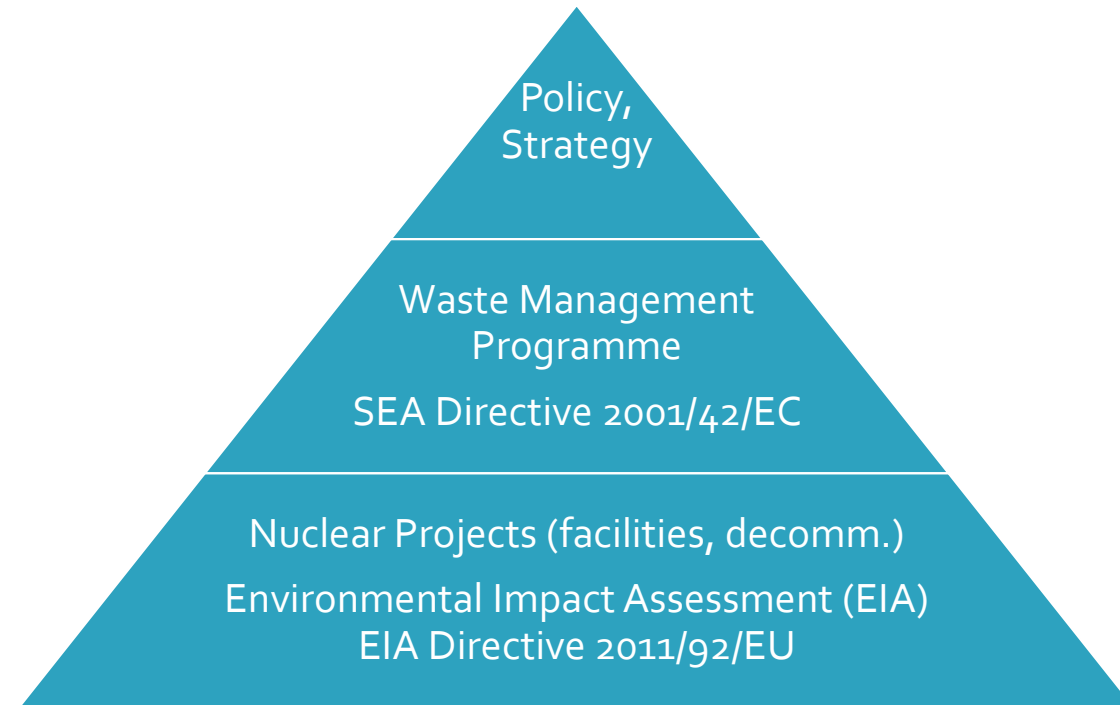 Policy,
Strategy
Waste Management
Programme
SEA Directive 2001/42/EC
Nuclear Projects (facilities, decomm.)
Environmental Impact Assessment (EIA)
EIA Directive 2011/92/EU